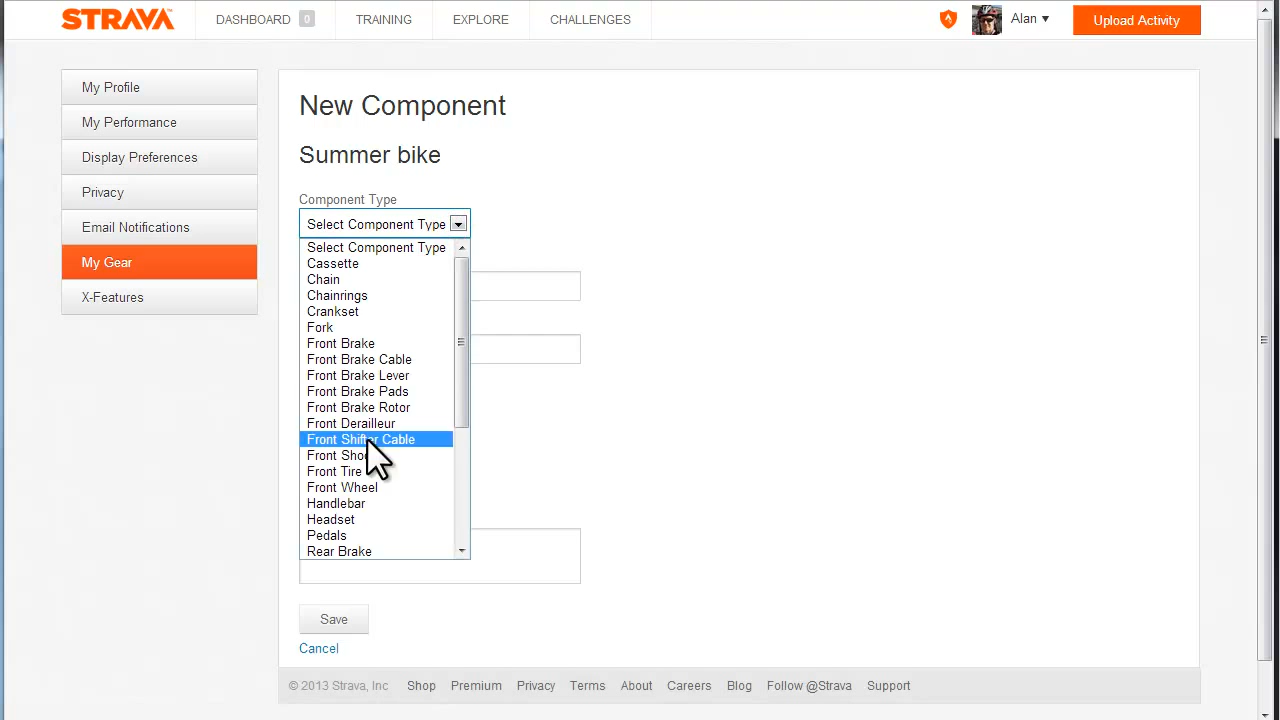 STRAVA DASHBOARD 0 TRAINING EXPLORE CHALLENGES Alan Upload Activity
My Profile
My Performance
Display Preferences
Privacy
Email Notifications
My Gear
X-Features
New Component
Summer bike
Component Type
Select Component Type
Select Component Type
Cassette
Chain
Chainrings
Crankset
Fork
Front Brake
Front Brake Cable
Front Brake Lever
Front Brake Pads
Front Brake Rotor
Front Derailleur
Front Shifter Cable
Front
Front Tire
Front Wheel
Handlebar
Headset
Pedals
Rear Brake
Save
Cancel
© 2013 Strava, Inc Shop Premium Privacy Terms About Careers Blog Follow @Strava Support